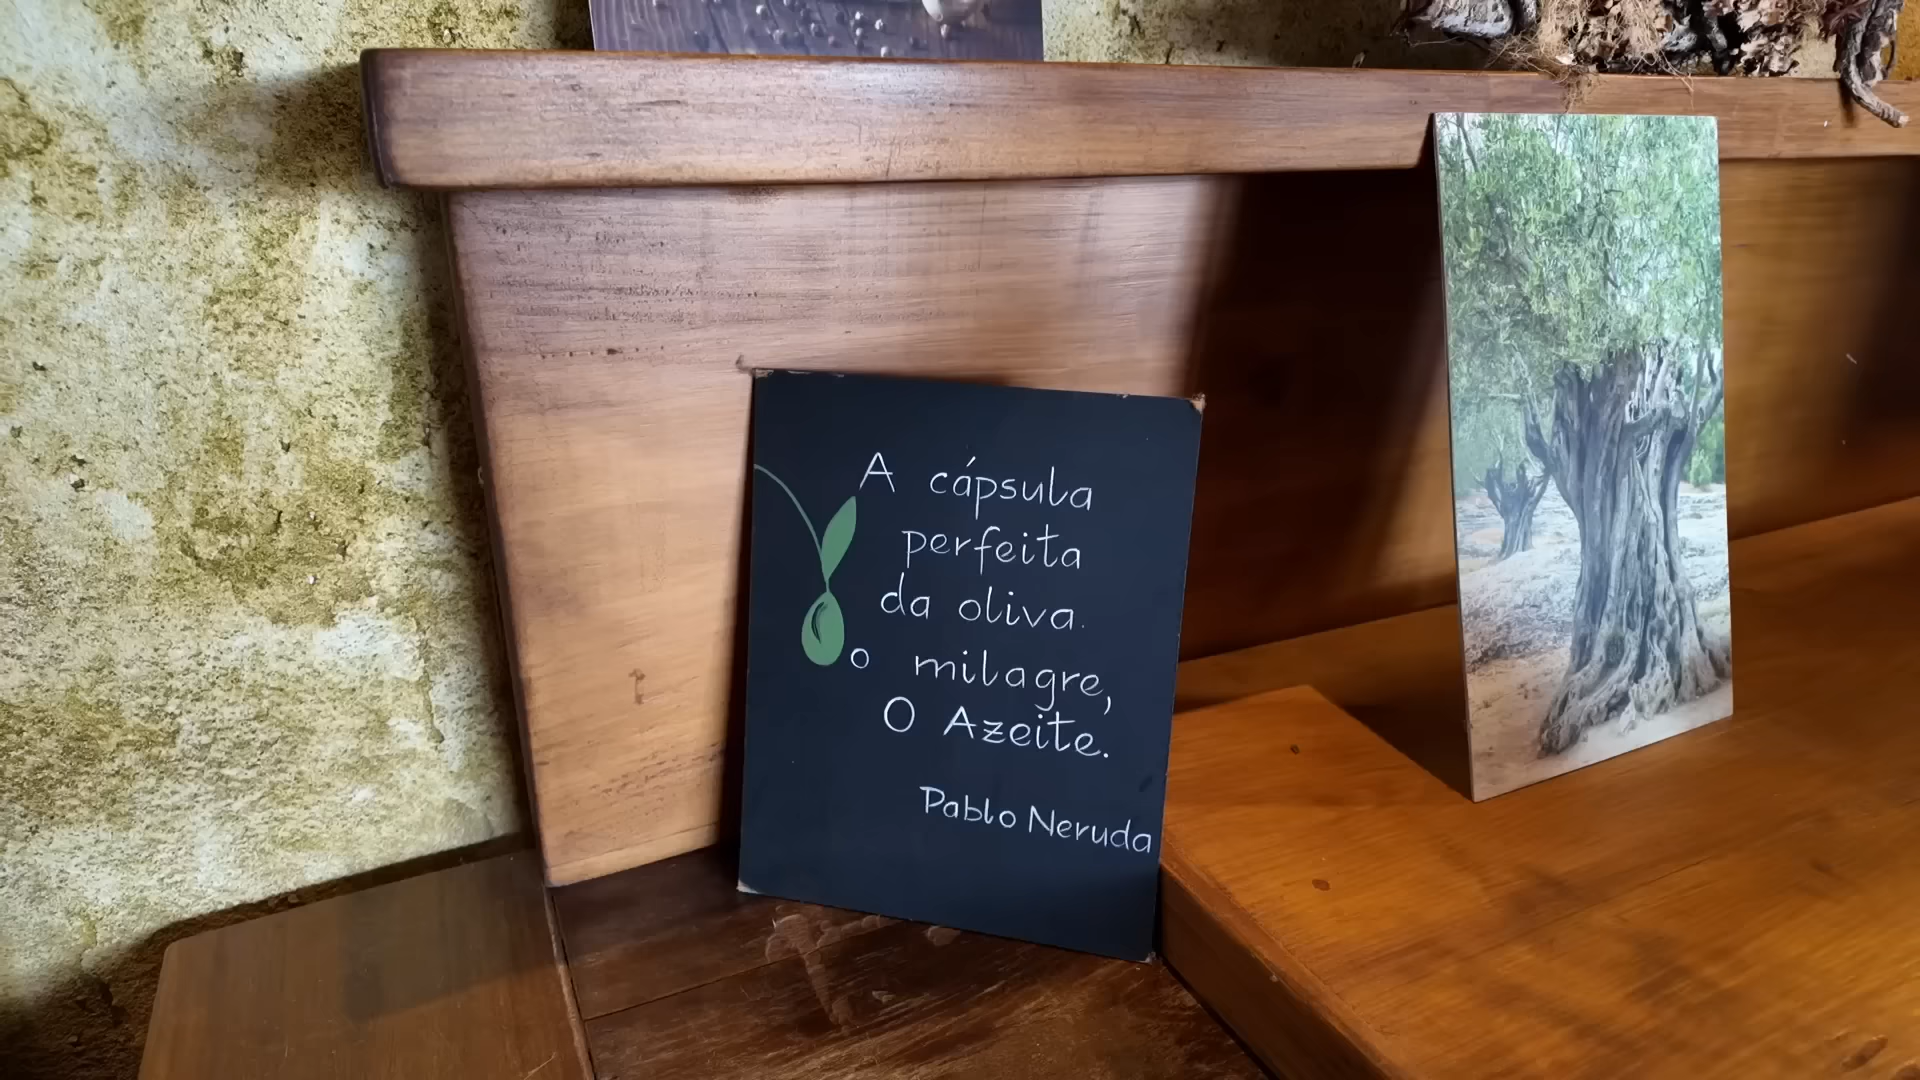 A cápsula
perfeita
da oliva.
o milagre,
O Azeite.
Pablo Neruda